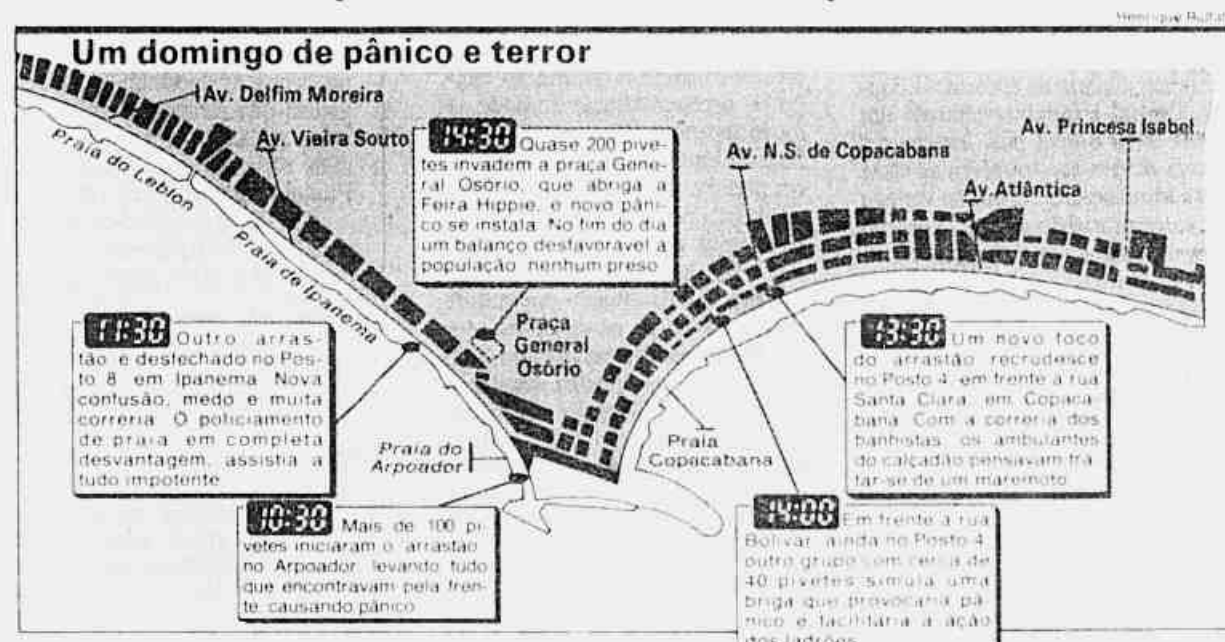 Um domingo de pânico e terror
Av. Delfim Moreira
Praia do Leblon
Av. Vieira Souto
Praia de Ipanema
14:30 Quase 200 pive-
tes invadem a praça Gene-
ral Osório, que abriga a
Feira Hippie, e novo pâni-
co se instala. No fim do dia
um balanço desfavorável à
população nenhum preso
Av. N.S. de Copacabana
Av. Princesa Isabel
Av. Atlântica
Praça
General
Osório
11:30 Outro arras-
tão é desfechado no Pos-
to 8 em Ipanema Nova
confusão, medo e muita
correria O policiamento
de praia em completa
desvantagem, assistia a
tudo impotente
13:30 Um novo foco
do arrastão recrudesce
no Posto 4, em frente a rua
Santa Clara, em Copaca-
bana Com a correria dos
banhistas, os ambulantes
do calçadão pensavam tra
tar-se de um maremoto
Praia do
Arpoador
Praia
Copacabana
10:30 Mais de 100 pi-
vetes iniciaram o arrastão
no Arpoador, levando tudo
que encontravam pela fren-
te, causando pânico
14:00 Em frente a rua
Bolivar, ainda no Posto 4,
outro grupo com cerca de
40 pivetes simula uma
briga que provocaria pâ-
nico e facilitaria a ação
dos ladrões